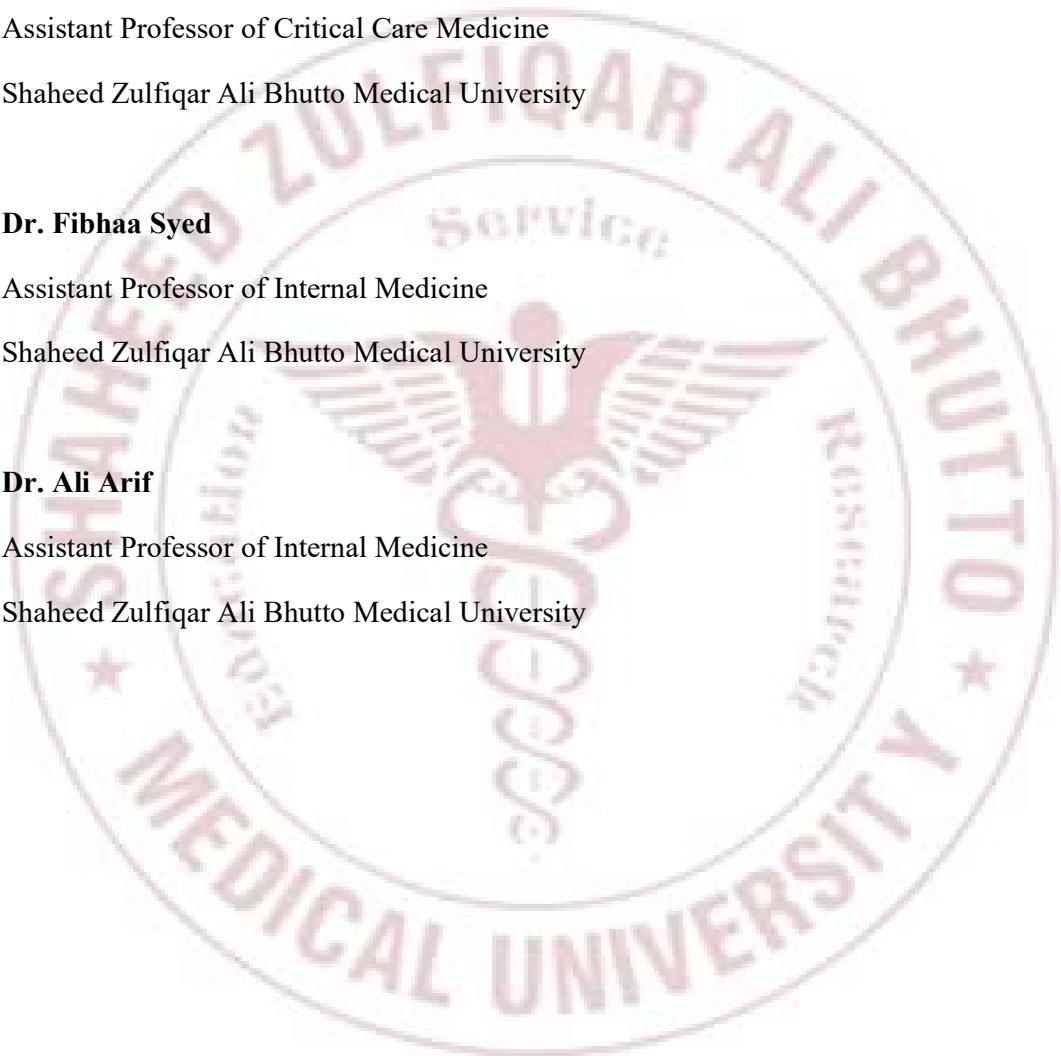 Assistant Professor of Critical Care Medicine
Shaheed Zulfiqar Ali Bhutto Medical University
Dr. Fibhaa Syed
Assistant Professor of Internal Medicine
Shaheed Zulfiqar Ali Bhutto Medical University
Dr. Ali Arif
Assistant Professor of Internal Medicine
Shaheed Zulfiqar Ali Bhutto Medical University
SHAHEED ZULFIQAR ALI BHUTTO
MEDICAL UNIVERSITY
Service
Education
Research